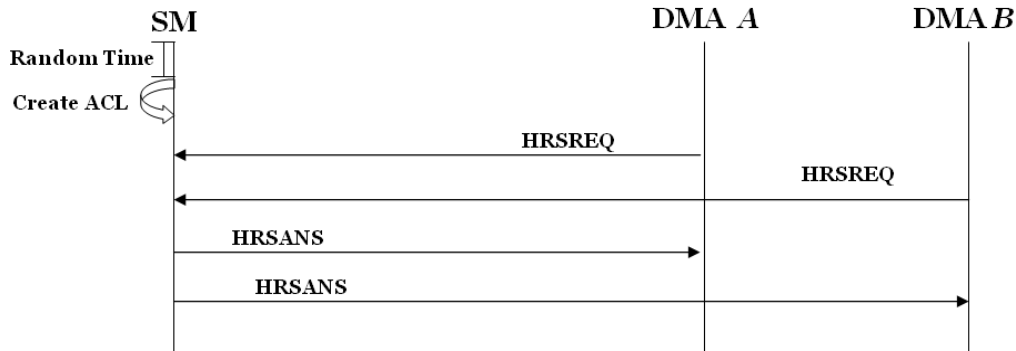 SM
DMA A
DMA B
Random Time
Create ACL
HRSREQ
HRSREQ
HRSANS
HRSANS